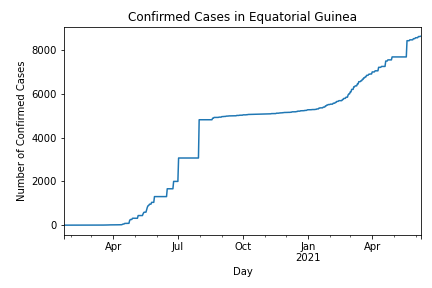 Confirmed Cases in Equatorial Guinea
Number of Confirmed Cases
8000
6000
4000
2000
0
Apr
Jul
Oct
Jan
2021
Apr
Day